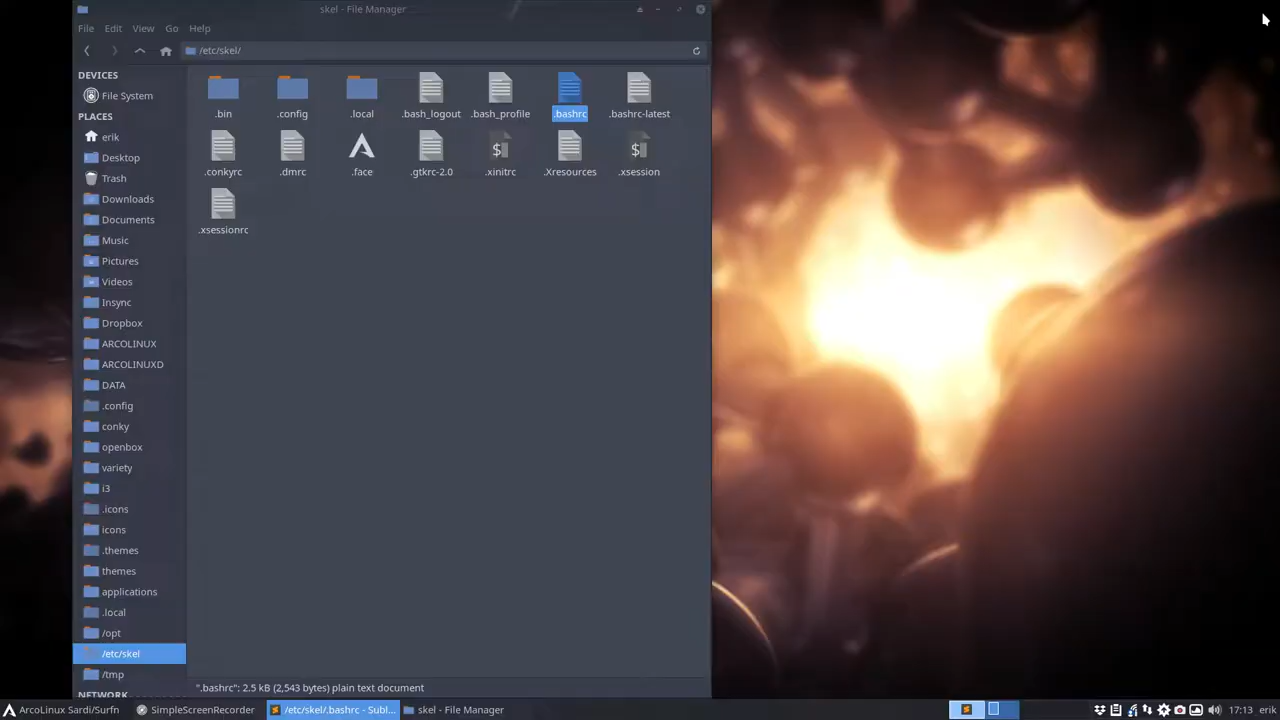 skel - File Manager
File Edit View Go Help
/etc/skel/
DEVICES
File System
PLACES
erik
Desktop
Trash
Downloads
Documents
Music
Pictures
Videos
Insync
Dropbox
ARCOLINUX
ARCOLINUXD
DATA
.config
conky
openbox
variety
i3
.icons
icons
.themes
themes
applications
.local
/opt
/etc/skel
/tmp
NETWORK
.bin .config .local .bash_logout .bash_profile .bashrc .bashrc-latest
$ $
.conkyrc .dmrc .face .gtkrc-2.0 .xinitrc .Xresources .xsession
.xsessionrc
".bashrc": 2.5 kB (2,543 bytes) plain text document
ArcoLinux Sardi/Surfn SimpleScreenRecorder /etc/skel/.bashrc - Subl... skel - File Manager 17:13 erik